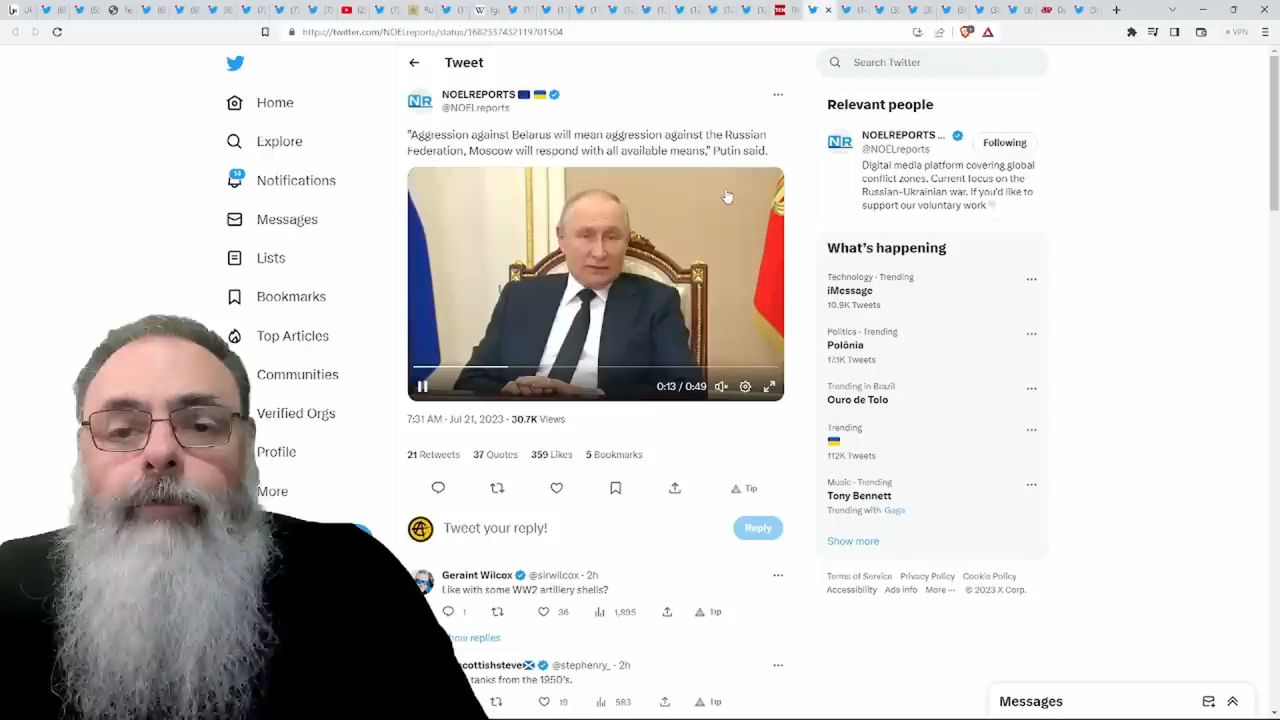 https://twitter.com/NOELreports/status/1682337432119701504
VPN
Tweet
Search Twitter
Home
Explore
14
Notifications
Messages
Lists
Bookmarks
Top Articles
Communities
Verified Orgs
Profile
More
NOELREPORTS
@NOELreports
"Aggression against Belarus will mean aggression against the Russian
Federation, Moscow will respond with all available means," Putin said.
0:13 / 0:49
7:31 AM · Jul 21, 2023 · 30.7K Views
21 Retweets 37 Quotes 359 Likes 5 Bookmarks
Tip
Tweet your reply!
Reply
Geraint Wilcox @sirwilcox · 2h
Like with some WW2 artillery shells?
1 36 1,895 Tip
how replies
cottishsteve @stephenry_ · 2h
tanks from the 1950's.
19 583 Tip
Relevant people
NOELREPORTS ...
@NOELreports
Following
Digital media platform covering global
conflict zones. Current focus on the
Russian-Ukrainian war. If you'd like to
support our voluntary work
What's happening
Technology · Trending
iMessage
10.9K Tweets
Politics · Trending
Polônia
17.1K Tweets
Trending in Brazil
Ouro de Tolo
Trending
112K Tweets
Music · Trending
Tony Bennett
Trending with Gaga
Show more
Terms of Service Privacy Policy Cookie Policy
Accessibility Ads info More ··· © 2023 X Corp.
Messages